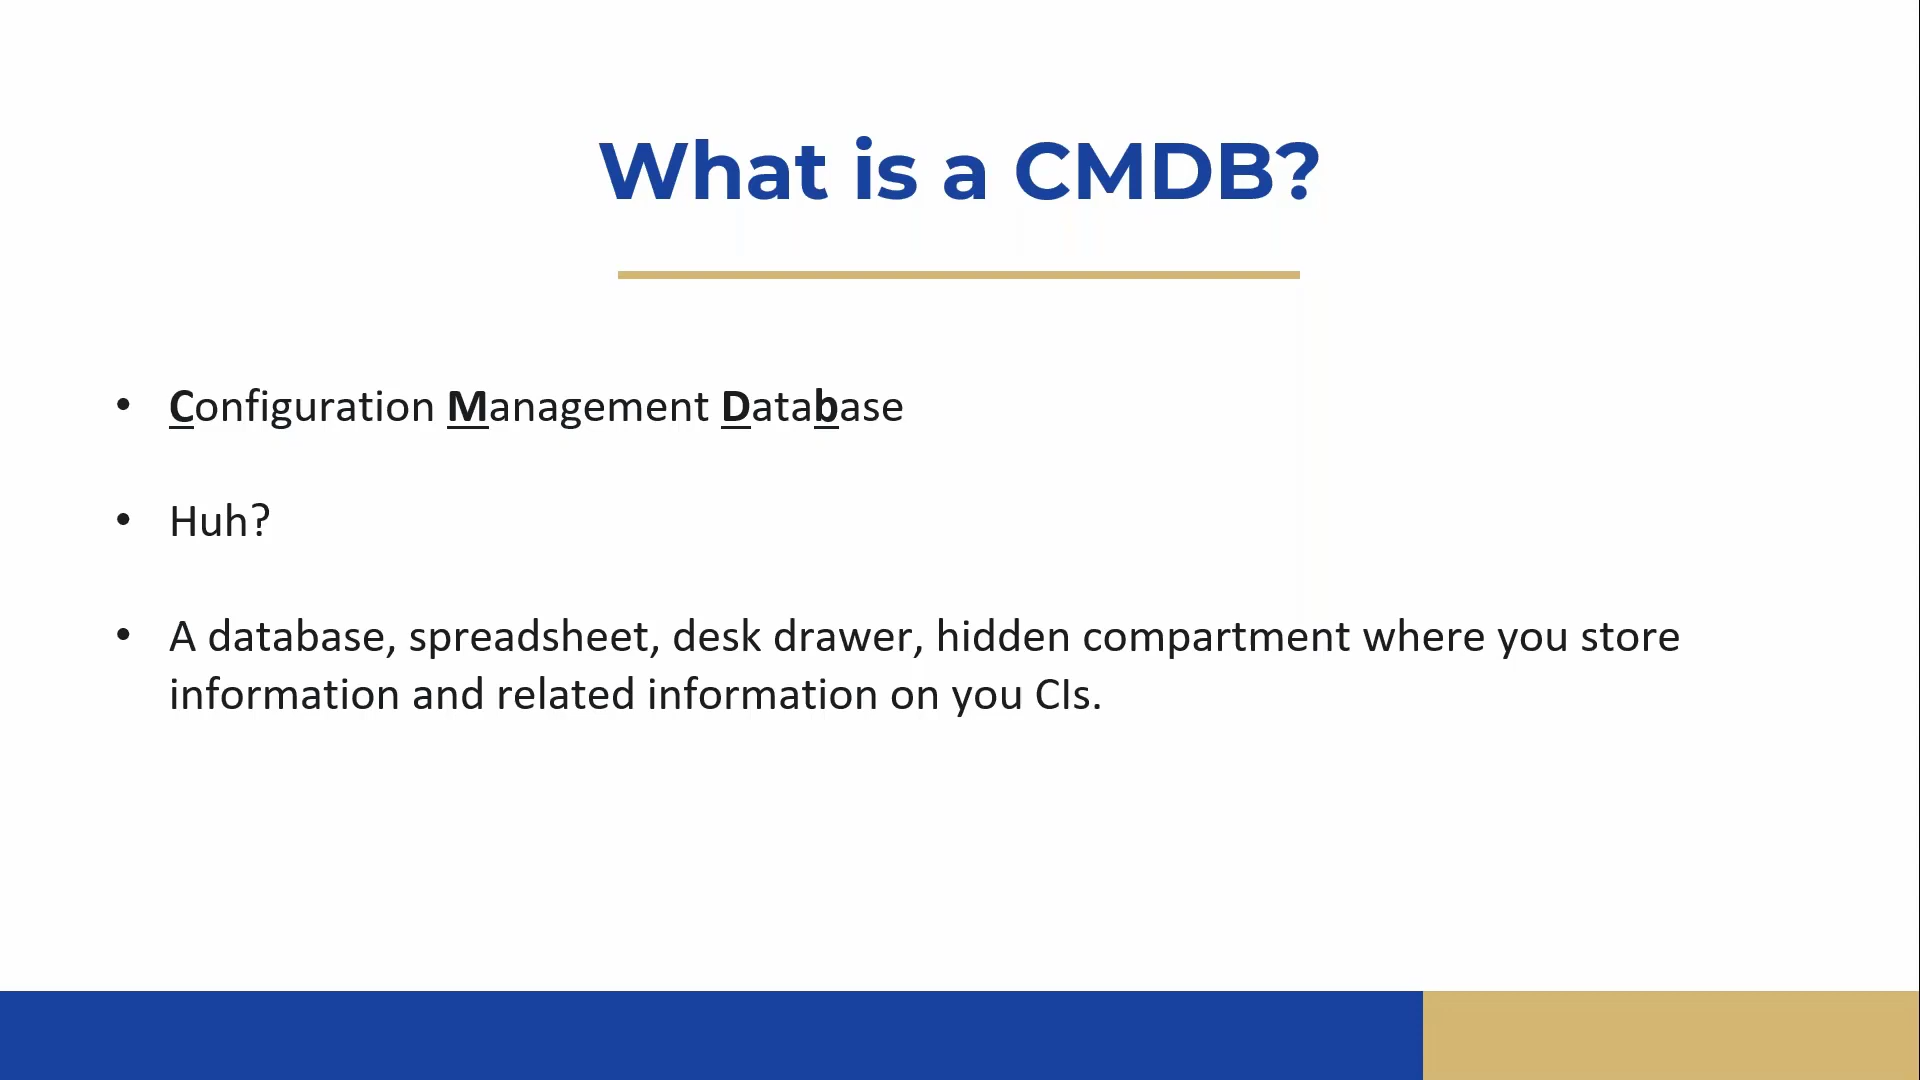 What is a CMDB?
• Configuration Management Database
• Huh?
• A database, spreadsheet, desk drawer, hidden compartment where you store
information and related information on you CIs.